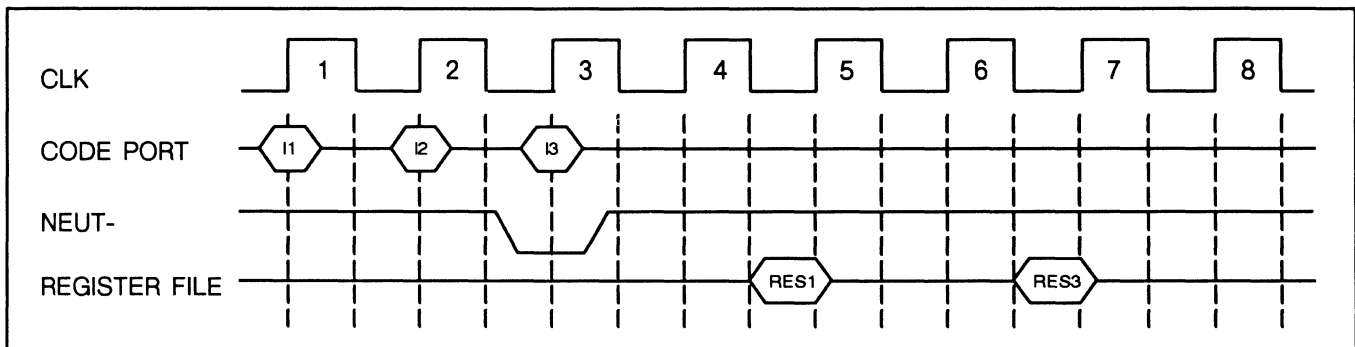 CLK 1 2 3 4 5 6 7 8
CODE PORT I1 I2 I3
NEUT-
REGISTER FILE RES1 RES3